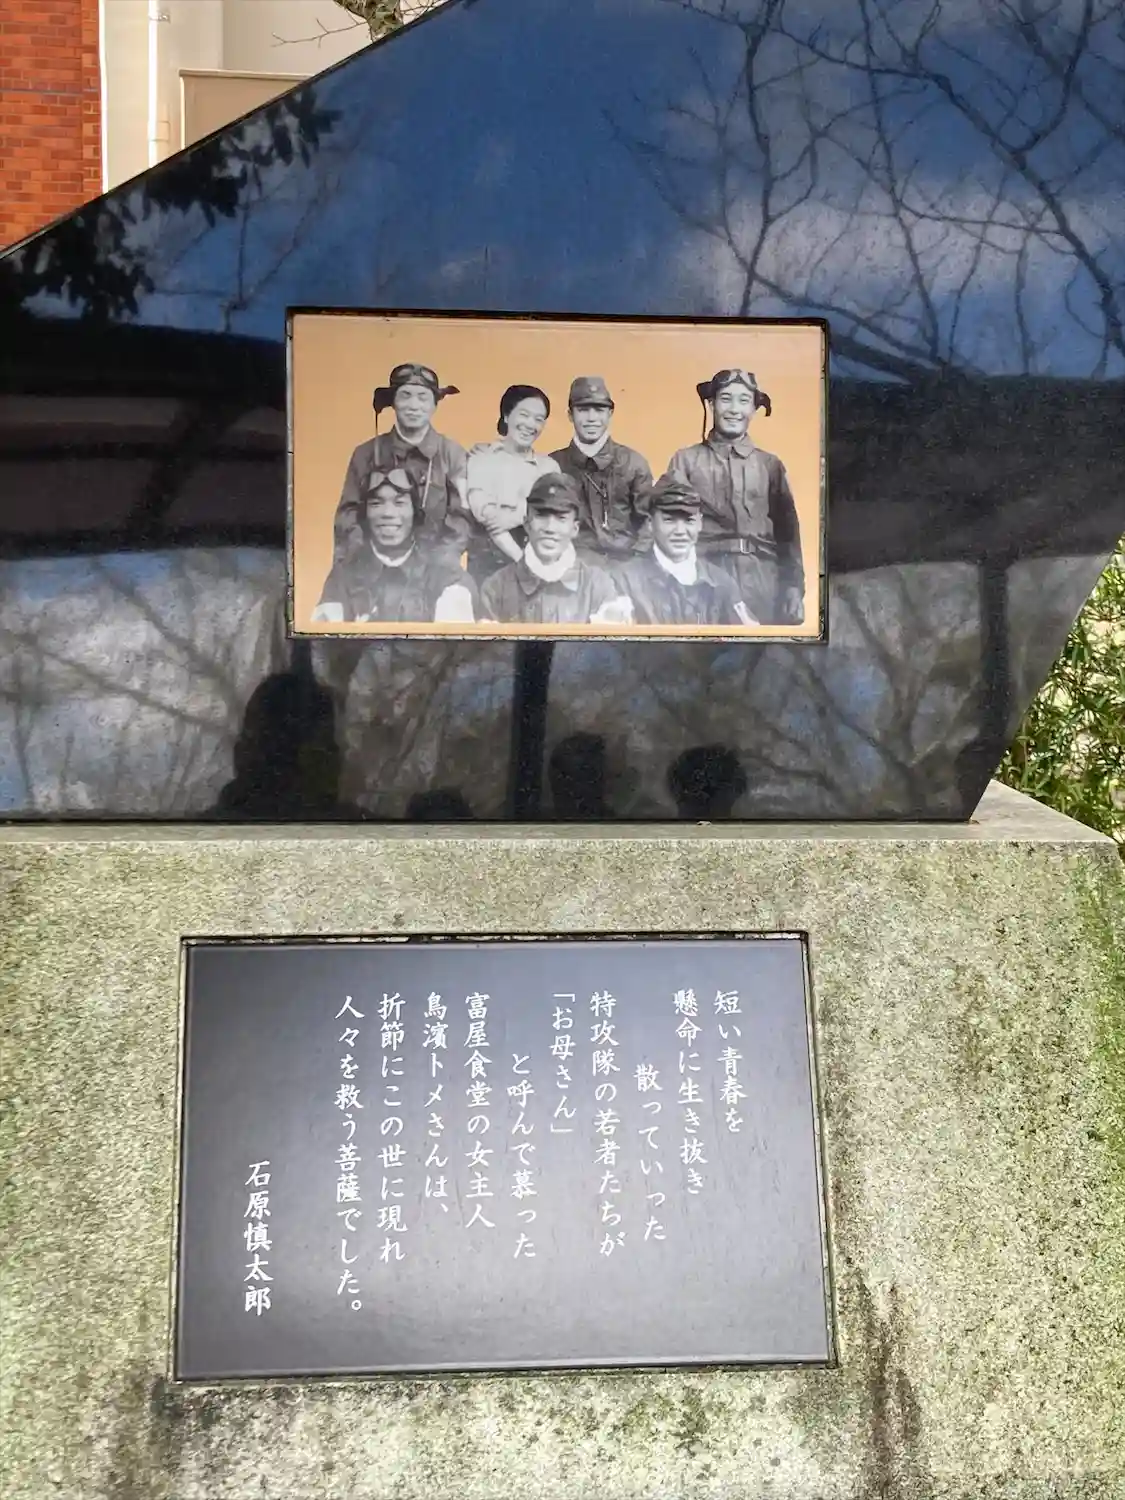 短い青春を
懸命に生き抜き
散っていった
特攻隊の若者たちが
「お母さん」
と呼んで慕った
富屋食堂の女主人
鳥濱トメさんは、
折節にこの世に現れ
人々を救う菩薩でした。
石原慎太郎